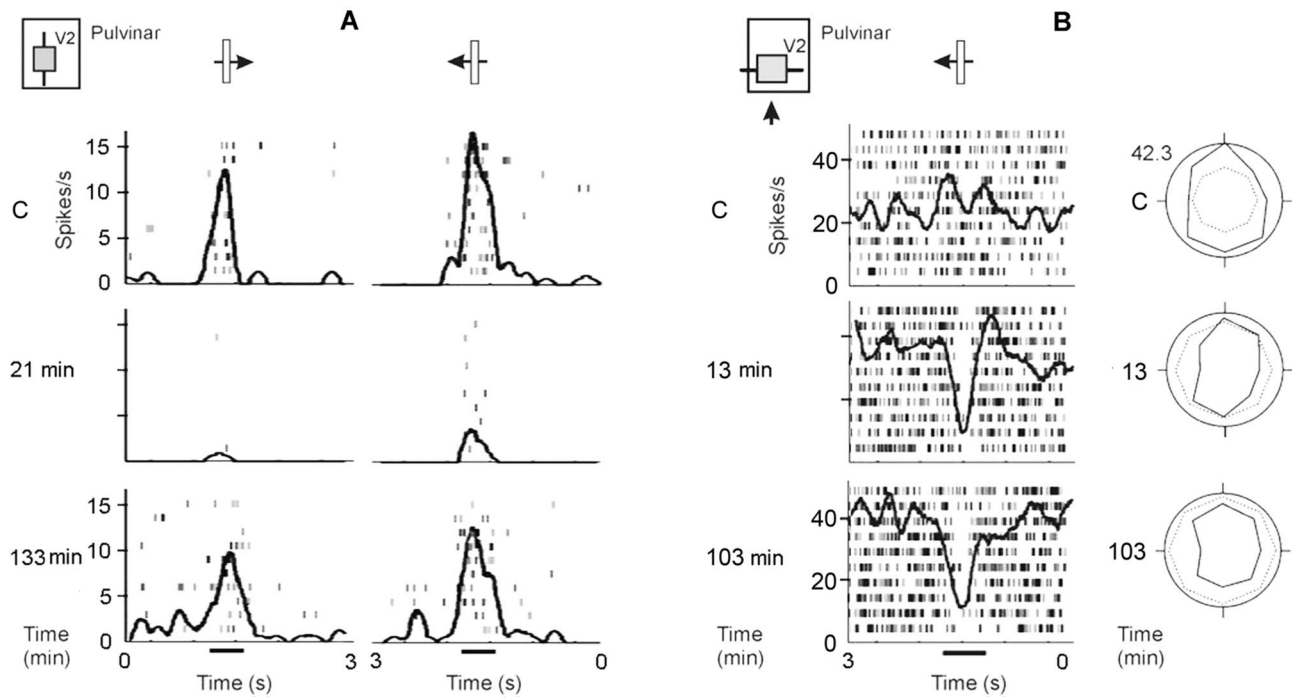 A
V2
Pulvinar
C
Spikes/s
15
10
5
0
21 min
133 min
15
10
5
0
Time
(min)
0
3
3
0
Time (s)
Time (s)
B
V2
Pulvinar
C
Spikes/s
40
20
0
42.3
C
13 min
13
103 min
40
20
0
103
3
0
Time (s)
Time
(min)